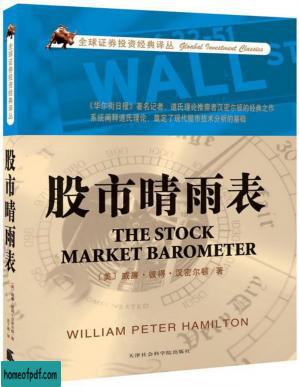 全球证券投资经典译丛 Global Investment Classics
WALL ST
《华尔街日报》著名记者、道氏理论推崇者汉密尔顿的经典之作
系统阐释道氏理论，奠定了现代股市技术分析的基础
股市晴雨表
THE STOCK
MARKET BAROMETER
〔美〕威廉·彼得·汉密尔顿 著
WILLIAM PETER HAMILTON
天津社会科学院出版社
股市晴雨表
homeofpdf.com
homeofpdf.com